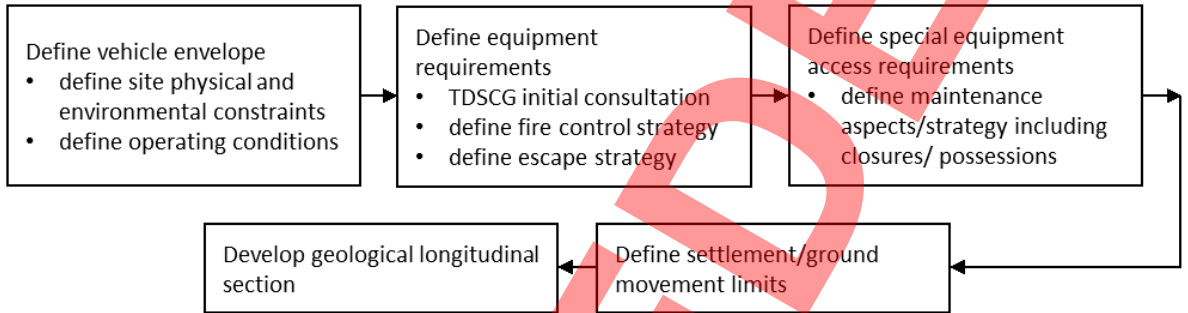 Define vehicle envelope
• define site physical and
environmental constraints
• define operating conditions
Define equipment
requirements
• TDSCG initial consultation
• define fire control strategy
• define escape strategy
Define special equipment
access requirements
• define maintenance
aspects/strategy including
closures/ possessions
Define settlement/ground
movement limits
Develop geological longitudinal
section